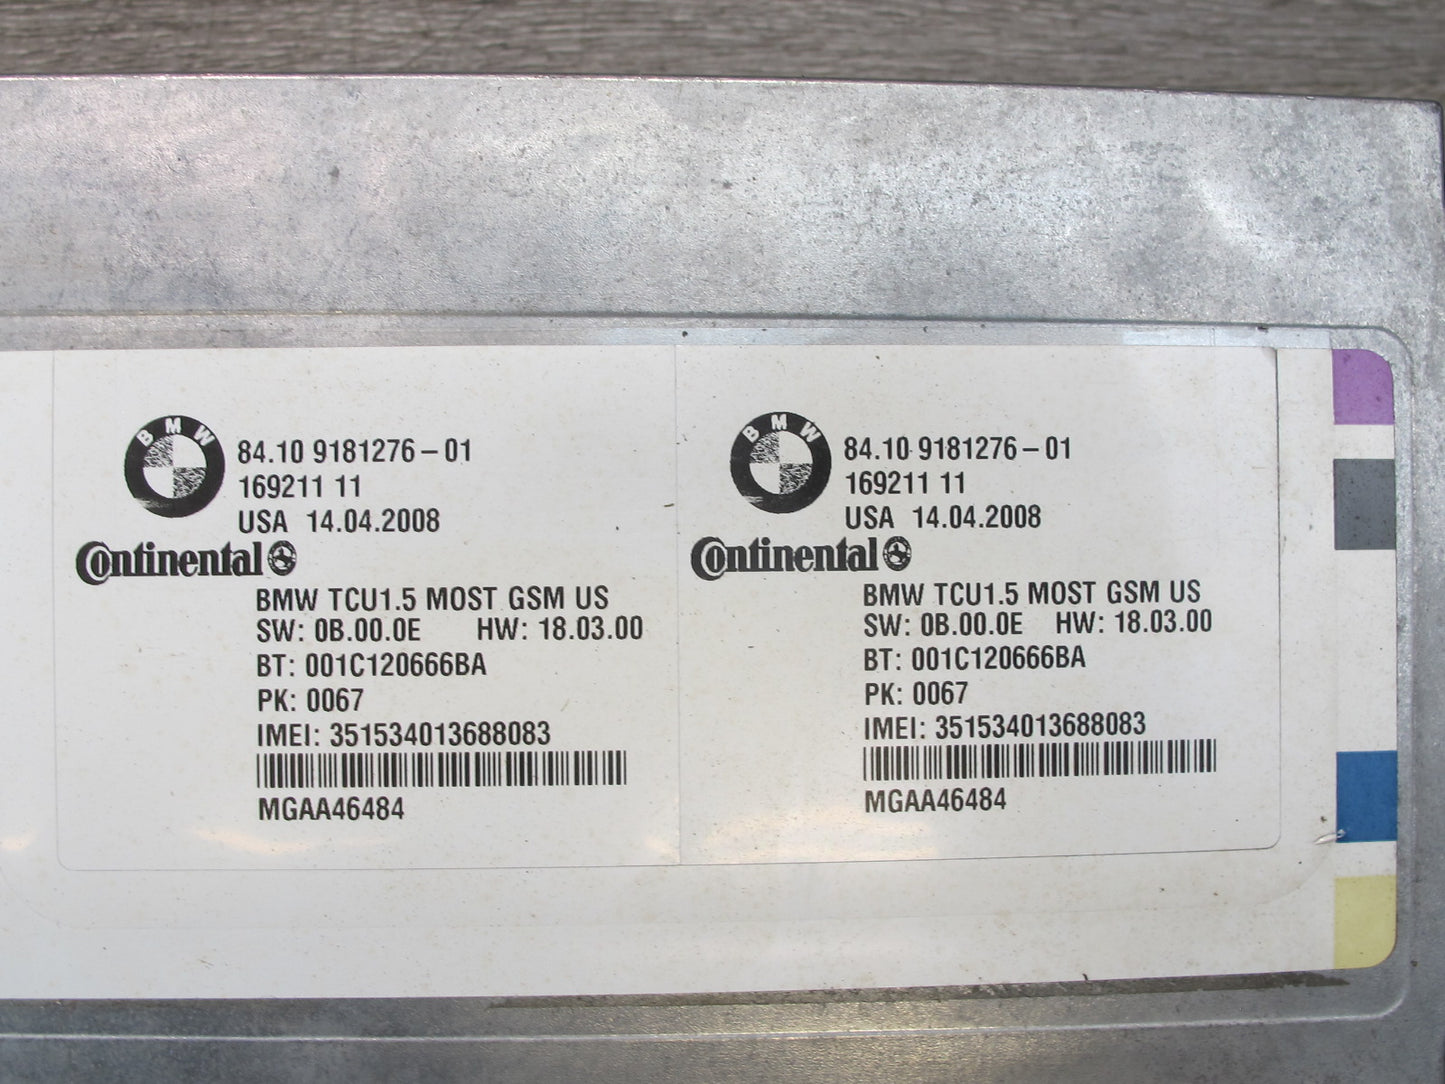 BMW
84.10 9181276-01
169211 11
USA 14.04.2008
Continental
BMW TCU1.5 MOST GSM US
SW: 0B.00.0E HW: 18.03.00
BT: 001C120666BA
PK: 0067
IMEI: 351534013688083
MGAA46484
BMW
84.10 9181276-01
169211 11
USA 14.04.2008
Continental
BMW TCU1.5 MOST GSM US
SW: 0B.00.0E HW: 18.03.00
BT: 001C120666BA
PK: 0067
IMEI: 351534013688083
MGAA46484